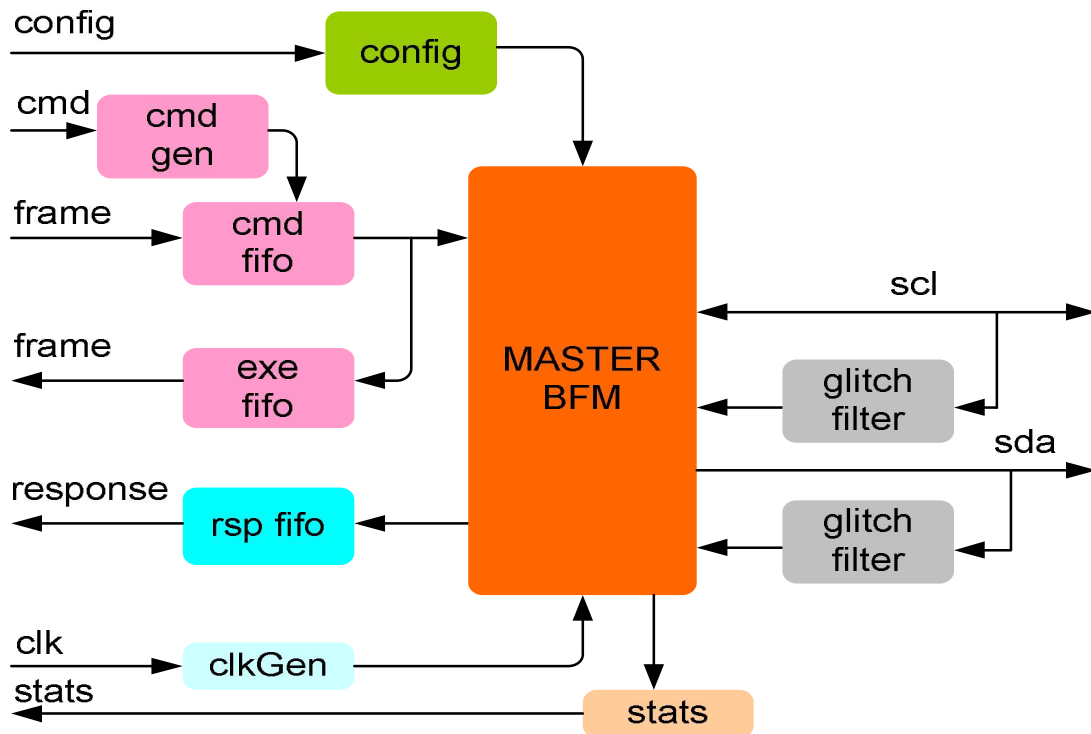 config
config
cmd
cmd
gen
frame
cmd
fifo
scl
frame
exe
fifo
MASTER
BFM
glitch
filter
sda
response
rsp fifo
glitch
filter
clk
clkGen
stats
stats